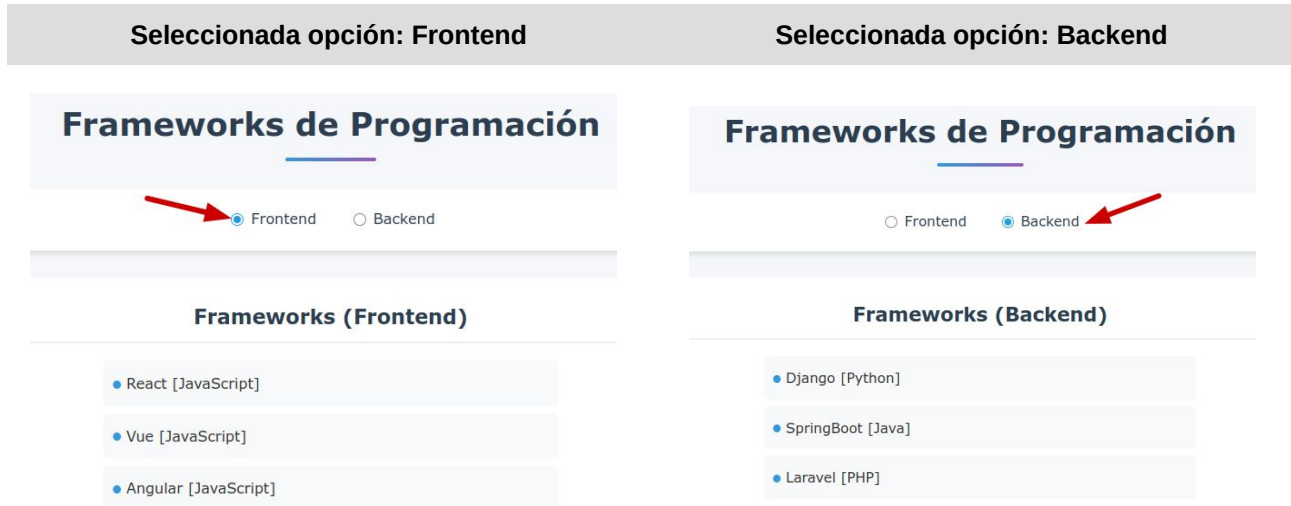 Seleccionada opción: Frontend
Seleccionada opción: Backend
Frameworks de Programación
Frontend Backend
Frameworks (Frontend)
React [JavaScript]
Vue [JavaScript]
Angular [JavaScript]
Frameworks de Programación
Frontend Backend
Frameworks (Backend)
Django [Python]
SpringBoot [Java]
Laravel [PHP]